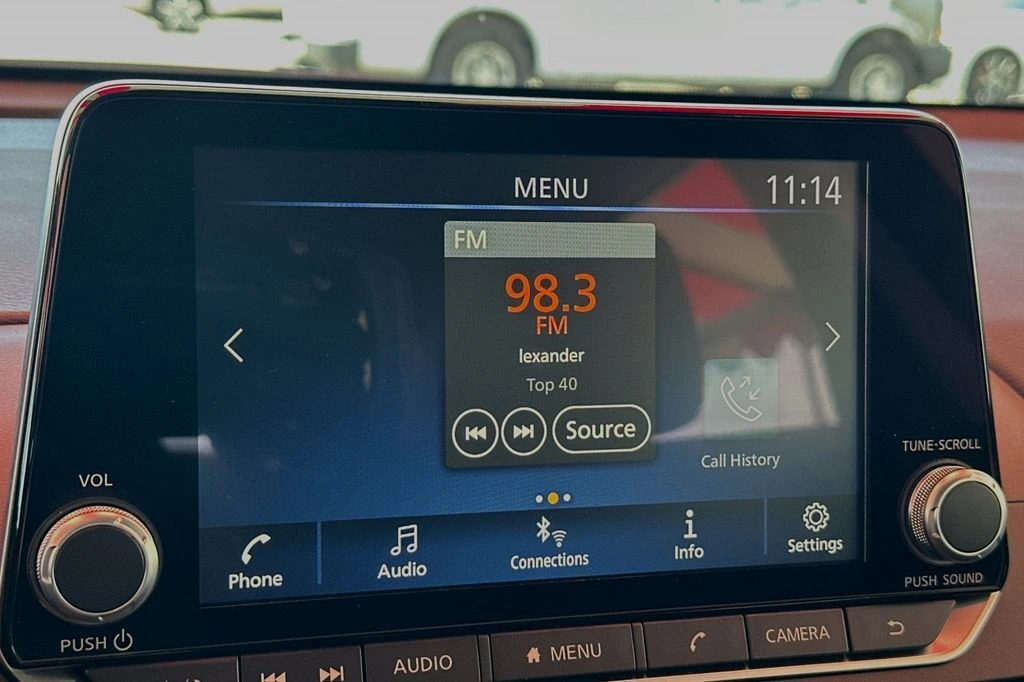 MENU
11:14
FM
98.3
FM
lexander
Top 40
Source
Call History
Phone
Audio
Connections
Info
Settings
VOL
PUSH
TUNE·SCROLL
PUSH SOUND
AUDIO
MENU
CAMERA